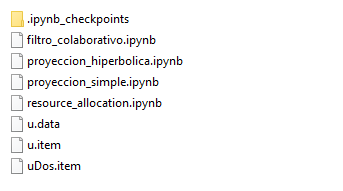 .ipynb_checkpoints
filtro_colaborativo.ipynb
proyeccion_hiperbolica.ipynb
proyeccion_simple.ipynb
resource_allocation.ipynb
u.data
u.item
uDos.item